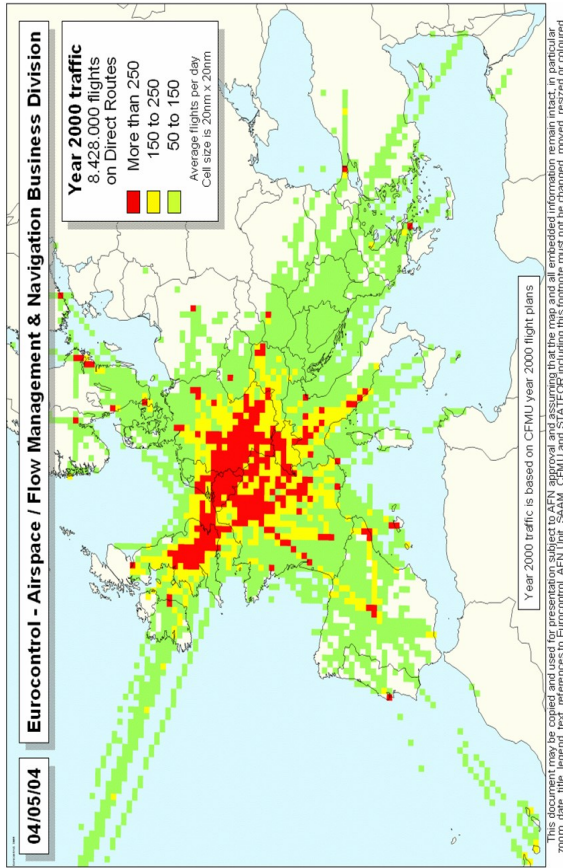 04/05/04
Eurocontrol - Airspace / Flow Management & Navigation Business Division
Year 2000 traffic
8.428.000 flights
on Direct Routes
More than 250
150 to 250
50 to 150
Average flights per day
Cell size is 20nm x 20nm
Year 2000 traffic is based on CFMU year 2000 flight plans
This document may be copied and used for presentation subject to AFN approval and assuming that the map and all embedded information remain intact, in particular
zoom, date, title, legend, text, references to Eurocontrol, AFN Unit, SAAM, CFMU and STATFOR including this footnote must not be changed, moved, resized or coloured